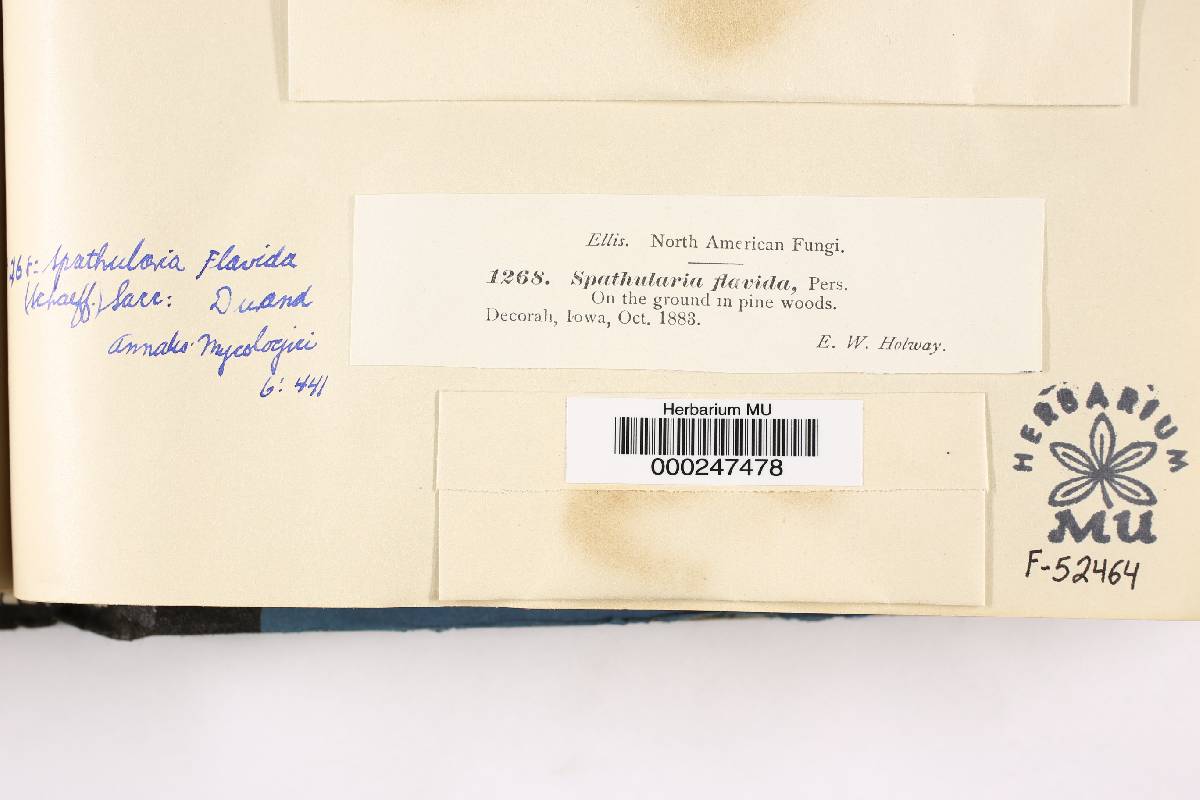 Spathularia Flavida
(Schaeff.) Sacc: Durand
Annales Mycologici
6: 441
Ellis. North American Fungi.
1268. Spathularia flavida, Pers.
On the ground in pine woods.
Decorah, Iowa, Oct. 1883.
E. W. Holway.
Herbarium MU
000247478
HERBARIUM
MU
F-52464